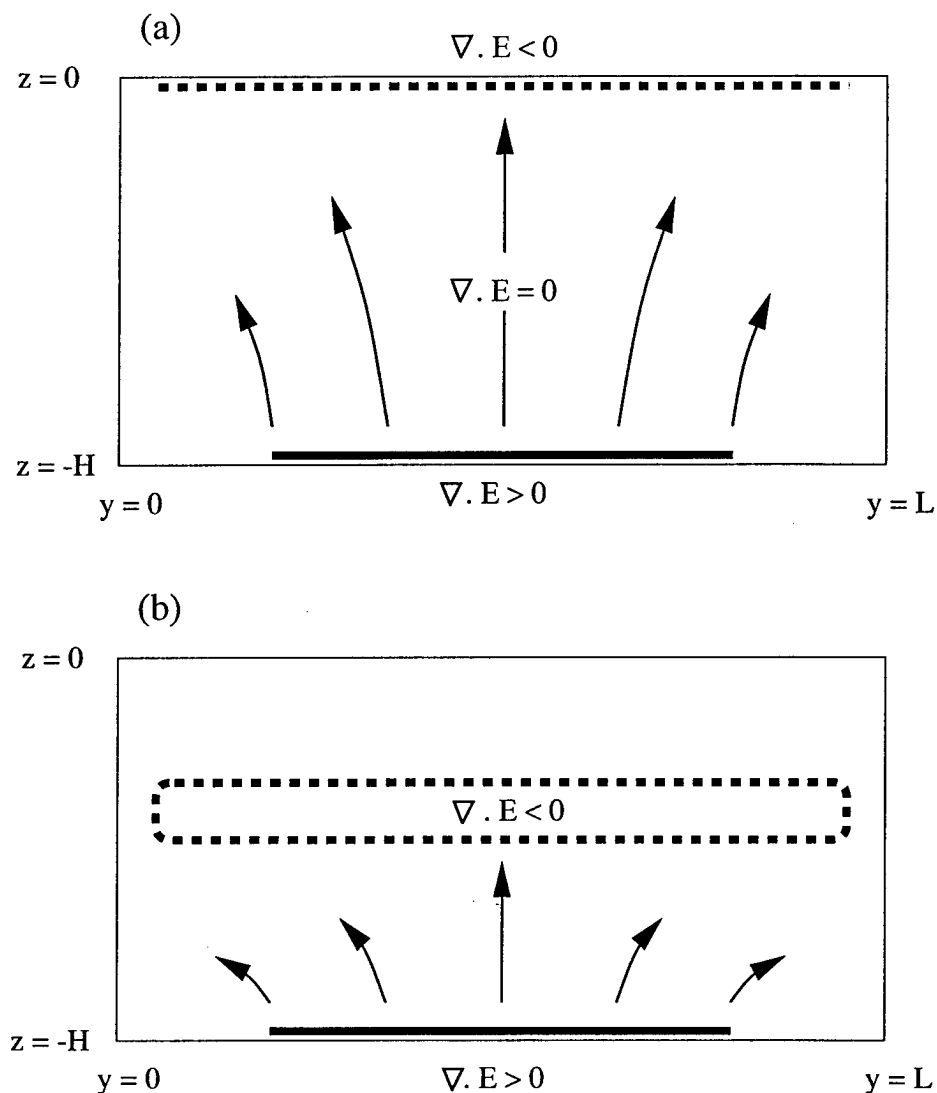 (a)
∇. E < 0
z = 0
∇. E = 0
z = -H
∇. E > 0
y = 0
y = L
(b)
z = 0
∇ . E < 0
z = -H
y = 0
∇. E > 0
y = L